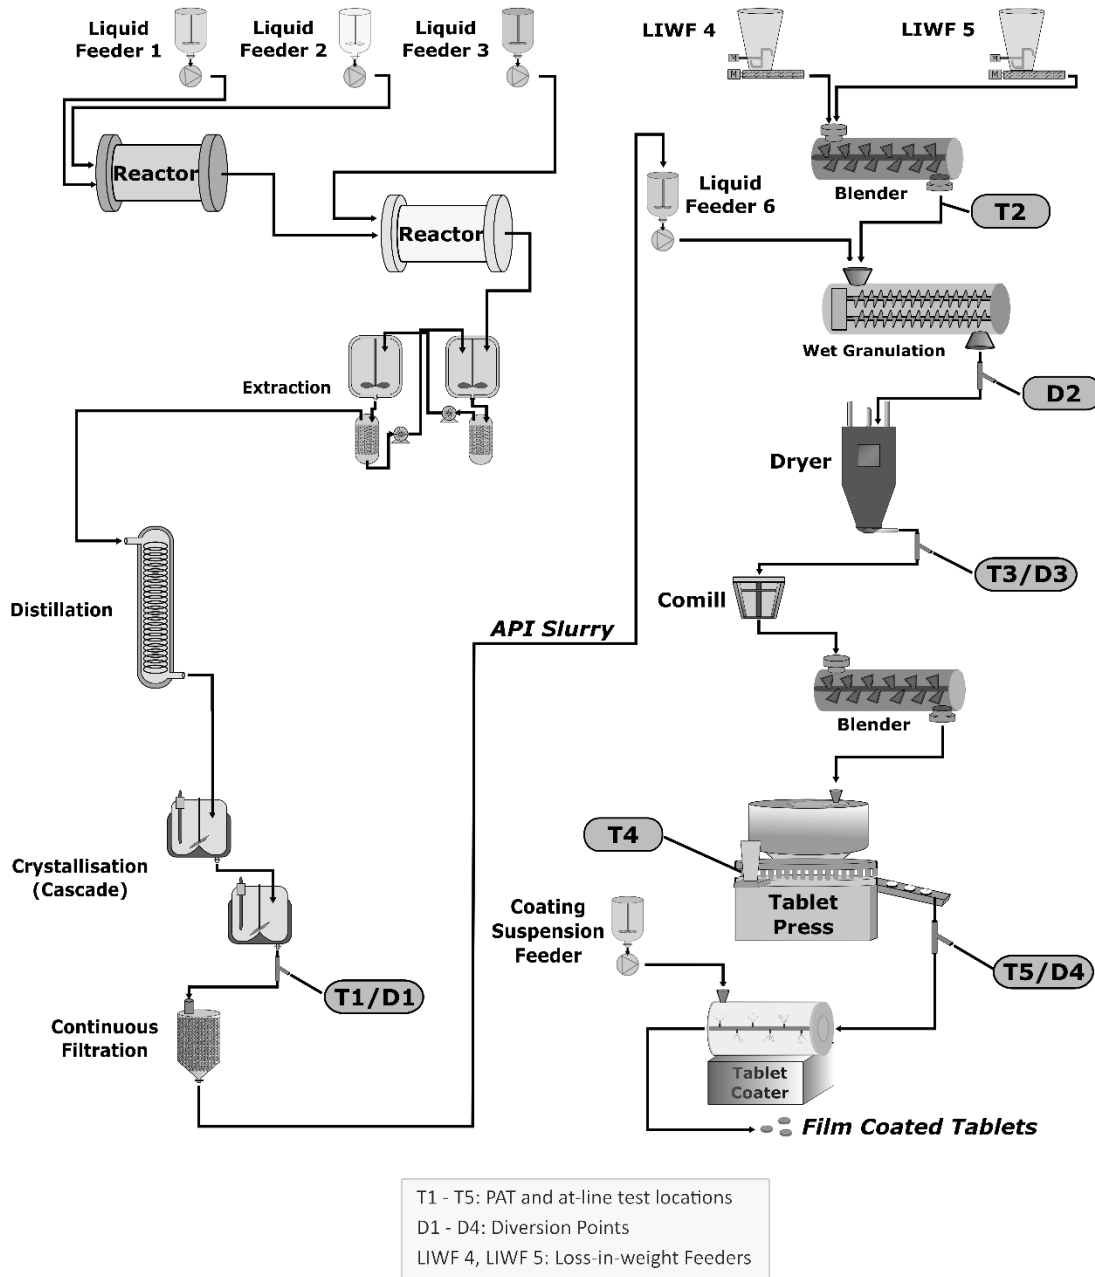 Liquid
Feeder 1
Liquid
Feeder 2
Liquid
Feeder 3
LIWF 4
LIWF 5
M
M
M
M
Reactor
Reactor
Liquid
Feeder 6
Blender
T2
Wet Granulation
D2
Extraction
Dryer
T3/D3
Comill
Distillation
API Slurry
Blender
Crystallisation
(Cascade)
T1/D1
Continuous
Filtration
T4
Tablet
Press
Coating
Suspension
Feeder
T5/D4
Tablet
Coater
Film Coated Tablets
T1 - T5: PAT and at-line test locations
D1 - D4: Diversion Points
LIWF 4, LIWF 5: Loss-in-weight Feeders